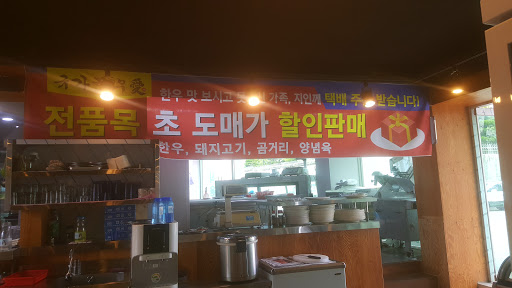 한우 맛 보시고 가족, 지인께 택배 주 받습니다!
전품목 초 도매가 할인판매
한우, 돼지고기, 곰거리, 양념육